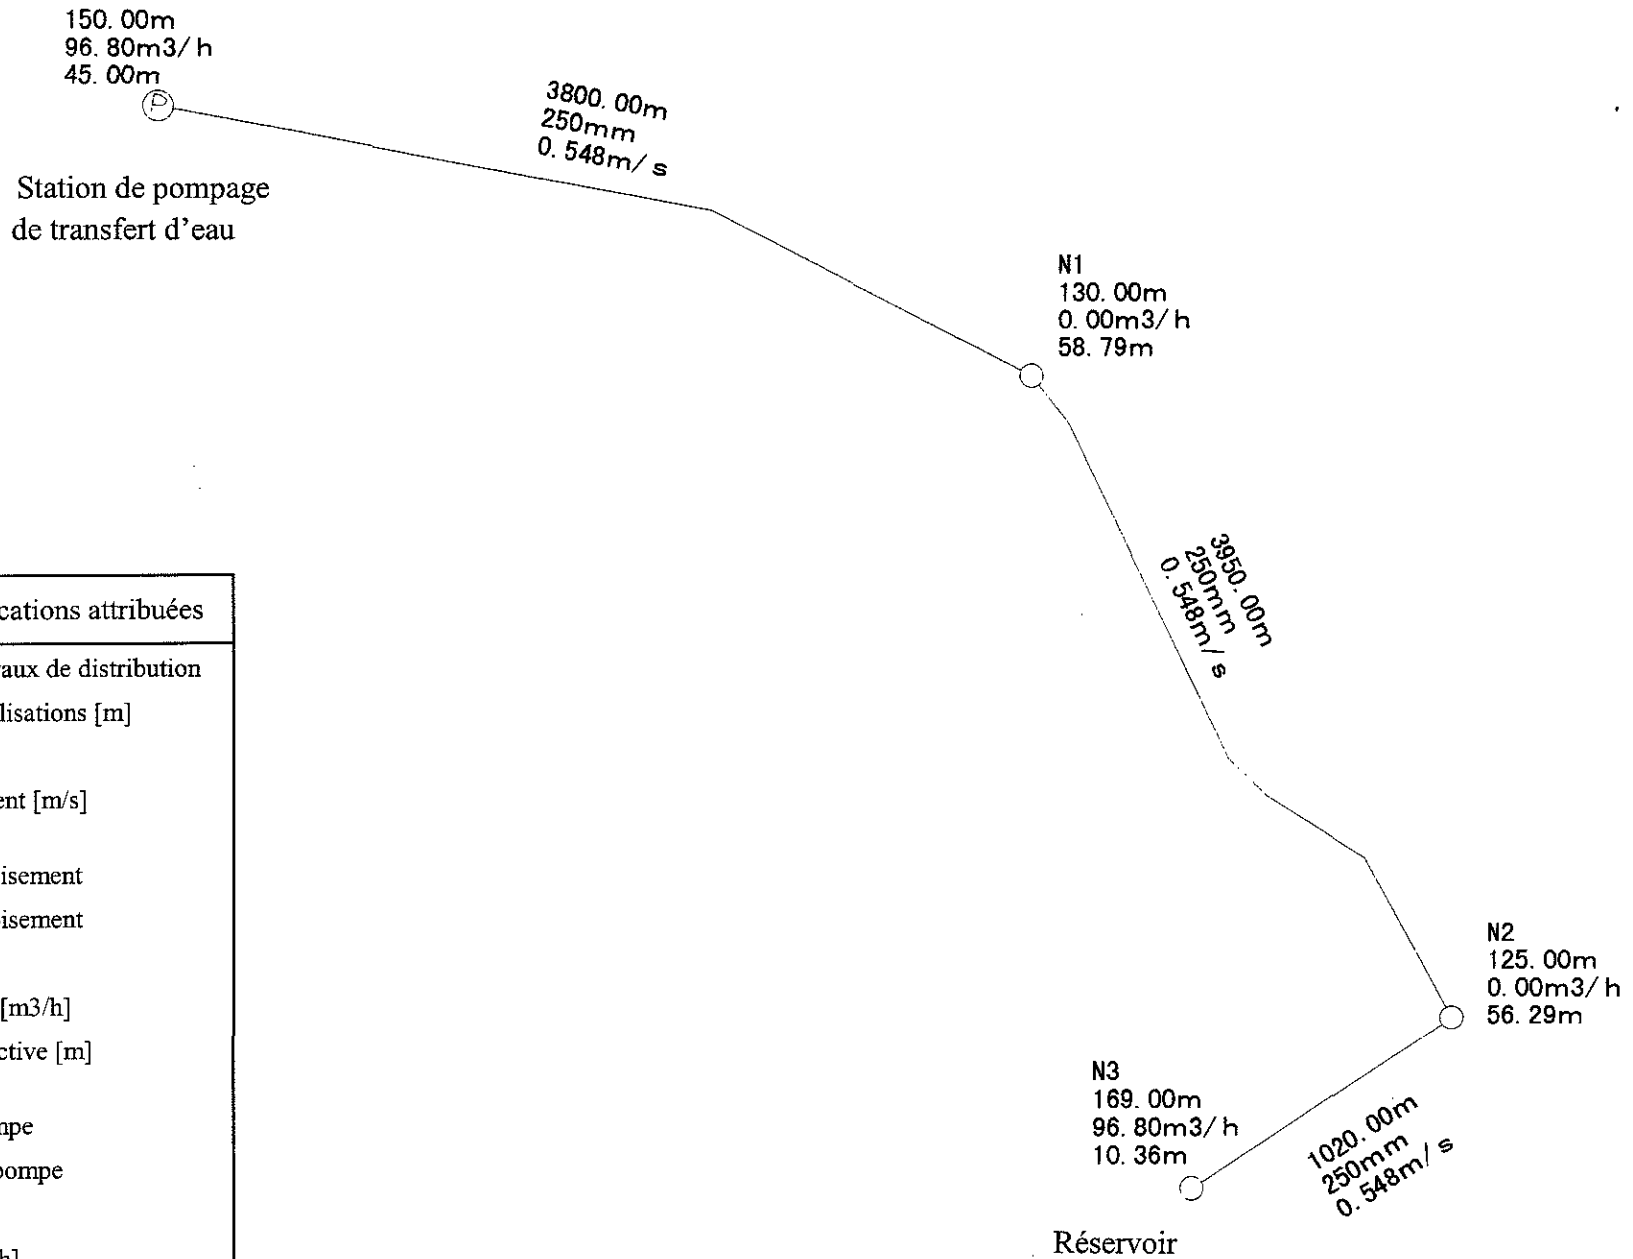 150.00m
96.80m3/h
45.00m
P
3800.00m
250mm
0.548m/s
Station de pompage
de transfert d'eau
N1
130.00m
0.00m3/h
58.79m
3950.00m
250mm
0.548m/s
cations attribuées
aux de distribution
lisations [m]
ent [m/s]
isement
isement
[m3/h]
ctive [m]
npe
pompe
h]
N2
125.00m
0.00m3/h
56.29m
N3
169.00m
96.80m3/h
10.36m
1020.00m
250mm
0.548m/s
Réservoir